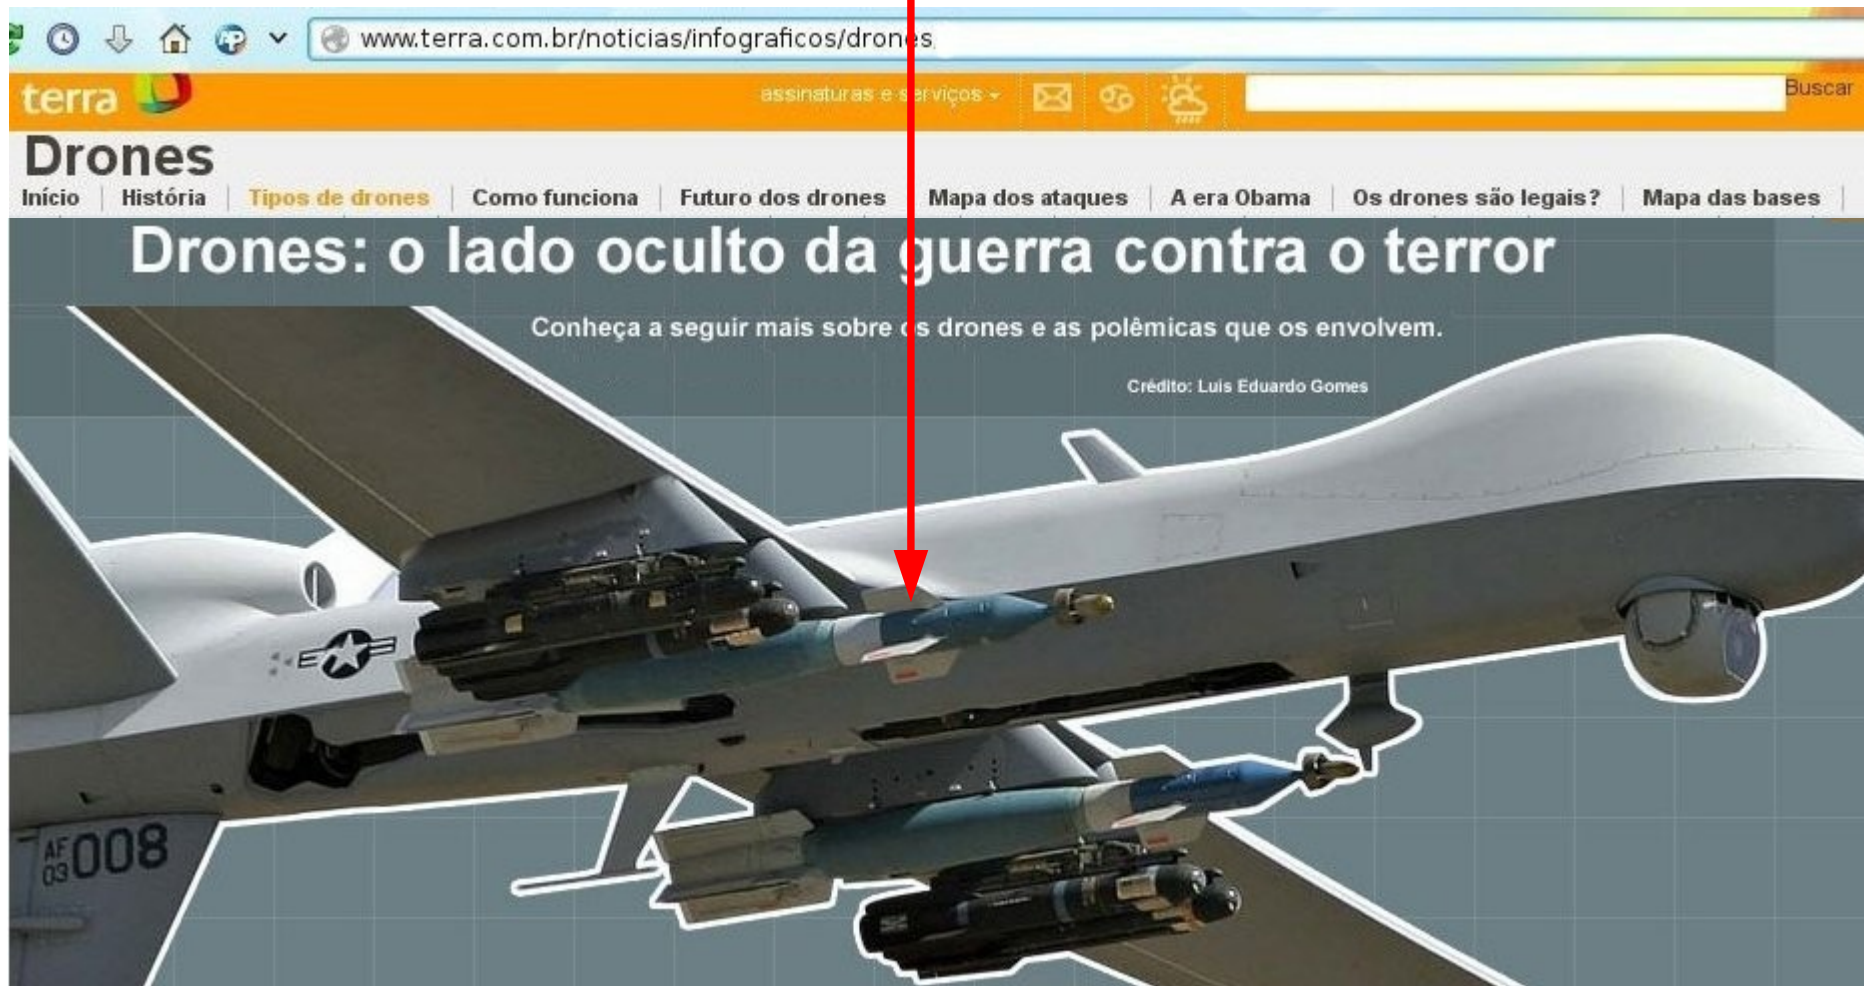 www.terra.com.br/noticias/infograficos/drones
terra
assinaturas e serviços
Buscar
Drones
Início | História | Tipos de drones | Como funciona | Futuro dos drones | Mapa dos ataques | A era Obama | Os drones são legais? | Mapa das bases |
Drones: o lado oculto da guerra contra o terror
Conheça a seguir mais sobre os drones e as polêmicas que os envolvem.
Crédito: Luis Eduardo Gomes
AF
03 008